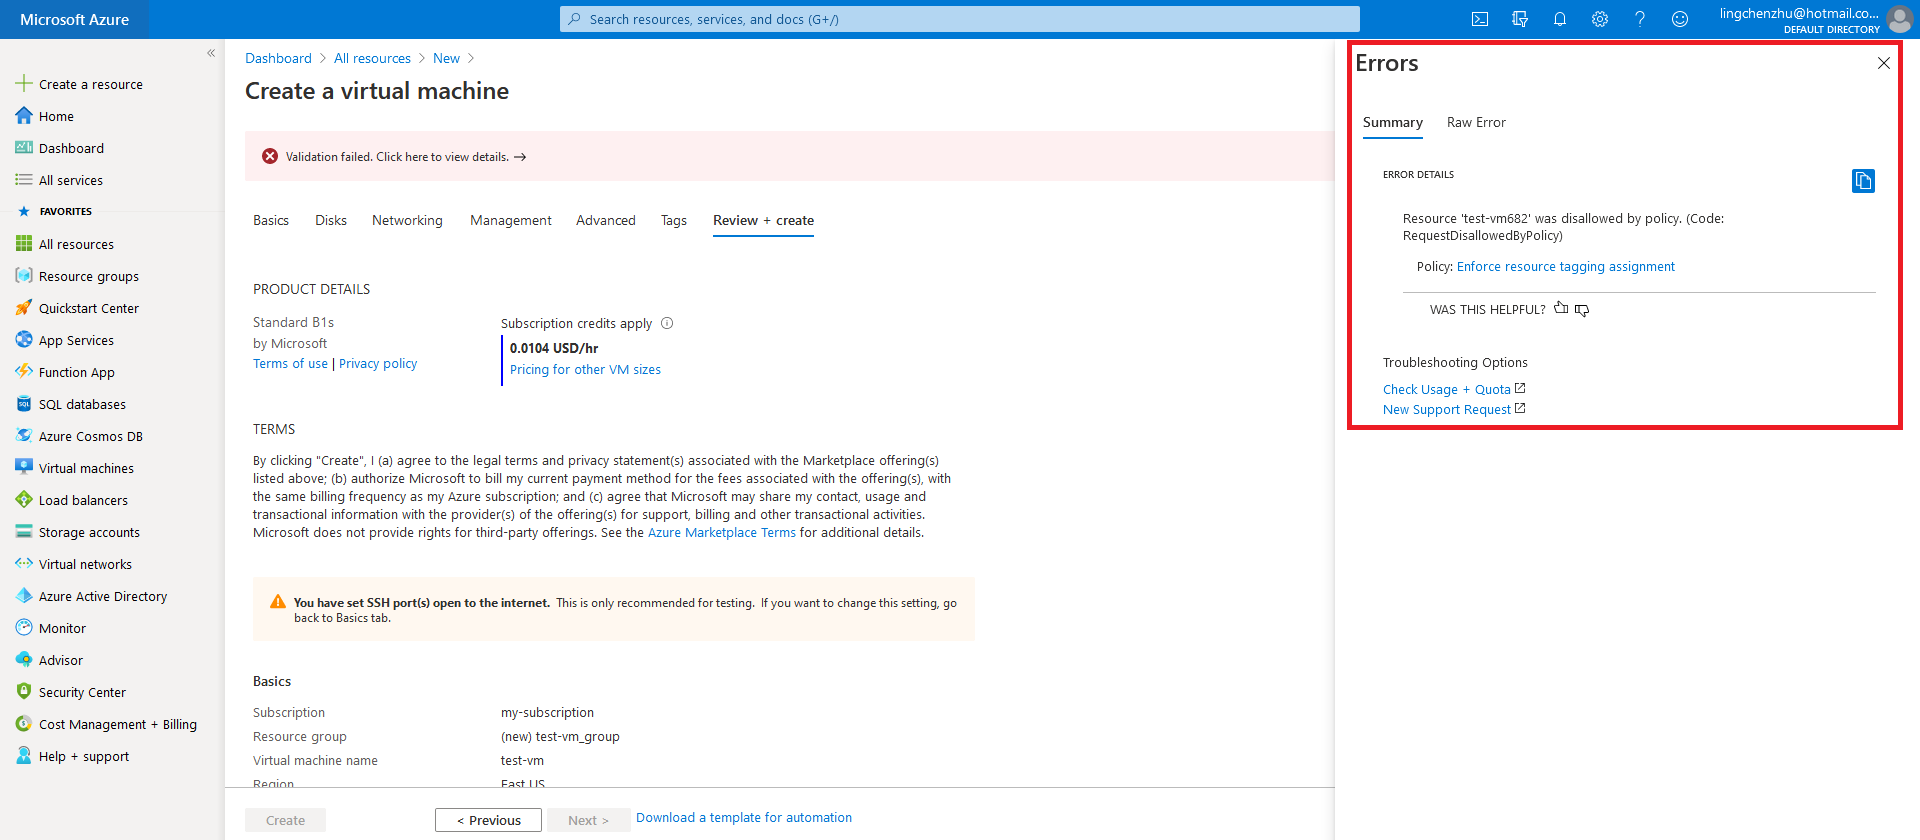 Microsoft Azure
Search resources, services, and docs (G+/)
lingchenzhu@hotmail.co...
DEFAULT DIRECTORY
«
Create a resource
Home
Dashboard
All services
FAVORITES
All resources
Resource groups
Quickstart Center
App Services
Function App
SQL databases
Azure Cosmos DB
Virtual machines
Load balancers
Storage accounts
Virtual networks
Azure Active Directory
Monitor
Advisor
Security Center
Cost Management + Billing
Help + support
Dashboard > All resources > New >
Create a virtual machine
Validation failed. Click here to view details. →
Basics Disks Networking Management Advanced Tags Review + create
PRODUCT DETAILS
Standard B1s
by Microsoft
Terms of use | Privacy policy
Subscription credits apply
0.0104 USD/hr
Pricing for other VM sizes
TERMS
By clicking "Create", I (a) agree to the legal terms and privacy statement(s) associated with the Marketplace offering(s)
listed above; (b) authorize Microsoft to bill my current payment method for the fees associated with the offering(s), with
the same billing frequency as my Azure subscription; and (c) agree that Microsoft may share my contact, usage and
transactional information with the provider(s) of the offering(s) for support, billing and other transactional activities.
Microsoft does not provide rights for third-party offerings. See the Azure Marketplace Terms for additional details.
You have set SSH port(s) open to the internet. This is only recommended for testing. If you want to change this setting, go
back to Basics tab.
Basics
Subscription my-subscription
Resource group (new) test-vm_group
Virtual machine name test-vm
Region East US
Create < Previous Next > Download a template for automation
Errors
Summary Raw Error
ERROR DETAILS
Resource 'test-vm682' was disallowed by policy. (Code:
RequestDisallowedByPolicy)
Policy: Enforce resource tagging assignment
WAS THIS HELPFUL?
Troubleshooting Options
Check Usage + Quota
New Support Request